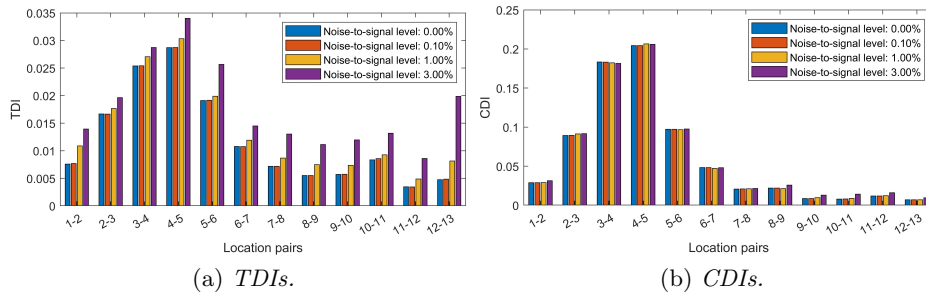 0.035
0.03
0.025
0.02
0.015
0.01
0.005
0
TDI
Noise-to-signal level: 0.00%
Noise-to-signal level: 0.10%
Noise-to-signal level: 1.00%
Noise-to-signal level: 3.00%
1-2 2-3 3-4 4-5 5-6 6-7 7-8 8-9 9-10 10-11 11-12 12-13
Location pairs
(a) TDIs.
0.2
0.15
0.1
0.05
0
CDI
Noise-to-signal level: 0.00%
Noise-to-signal level: 0.10%
Noise-to-signal level: 1.00%
Noise-to-signal level: 3.00%
1-2 2-3 3-4 4-5 5-6 6-7 7-8 8-9 9-10 10-11 11-12 12-13
Location pairs
(b) CDIs.